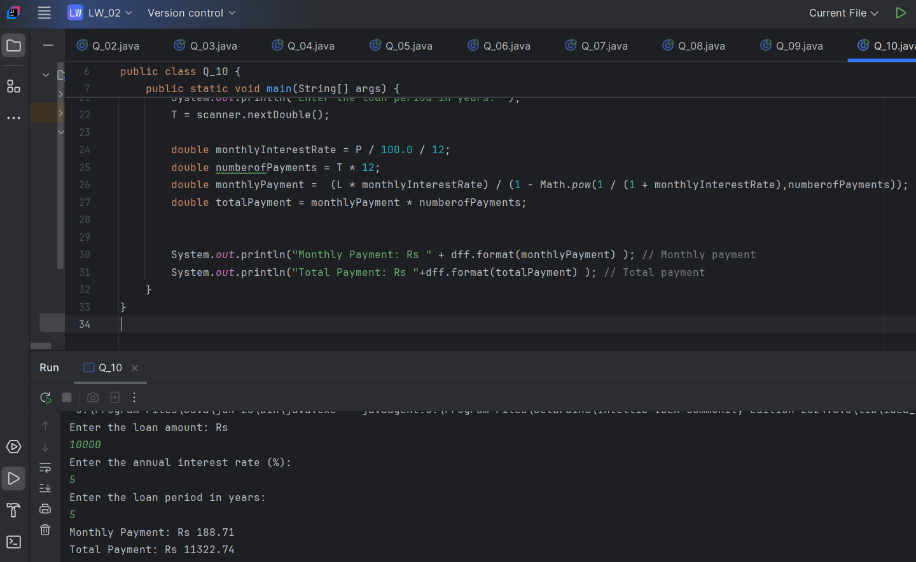 LW LW_02 Version control Current File
Q_02.java Q_03.java Q_04.java Q_05.java Q_06.java Q_07.java Q_08.java Q_09.java Q_10.java
6 public class Q_10 {
7 public static void main(String[] args) {
21 System.out.println("Enter the loan period in years: ");
22 T = scanner.nextDouble();
23
24 double monthlyInterestRate = P / 100.0 / 12;
25 double numberofPayments = T * 12;
26 double monthlyPayment =  (L * monthlyInterestRate) / (1 - Math.pow(1 / (1 + monthlyInterestRate),numberofPayments));
27 double totalPayment = monthlyPayment * numberofPayments;
28
29
30 System.out.println("Monthly Payment: Rs " + dff.format(monthlyPayment) ); // Monthly payment
31 System.out.println("Total Payment: Rs "+dff.format(totalPayment) ); // Total payment
32 }
33 }
34
Run Q_10
Enter the loan amount: Rs
10000
Enter the annual interest rate (%):
5
Enter the loan period in years:
5
Monthly Payment: Rs 188.71
Total Payment: Rs 11322.74